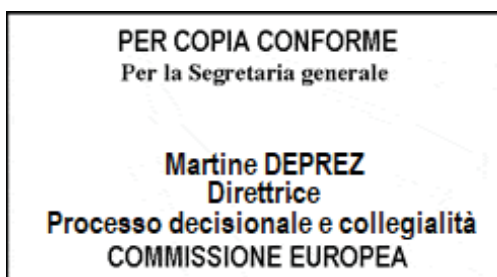 PER COPIA CONFORME
Per la Segretaria generale
Martine DEPREZ
Direttrice
Processo decisionale e collegialità
COMMISSIONE EUROPEA